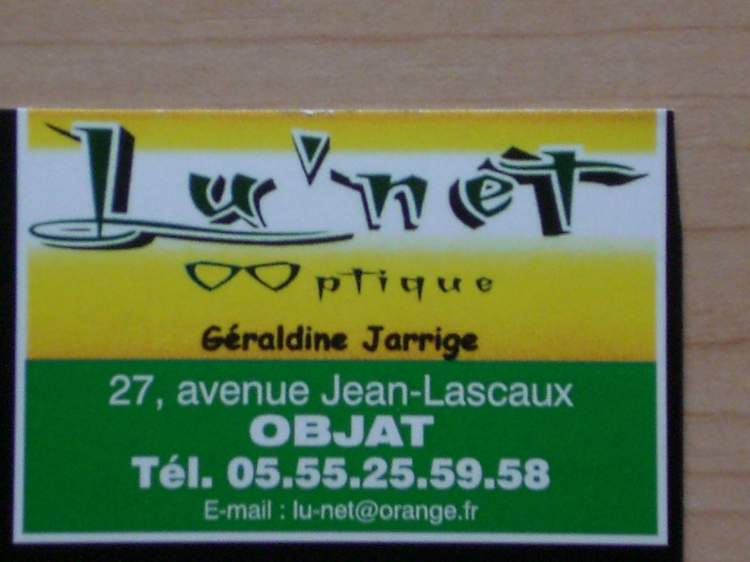 Lu'net
Optique
Géraldine Jarrige
27, avenue Jean-Lascaux
OBJAT
Tél. 05.55.25.59.58
E-mail : lu-net@orange.fr